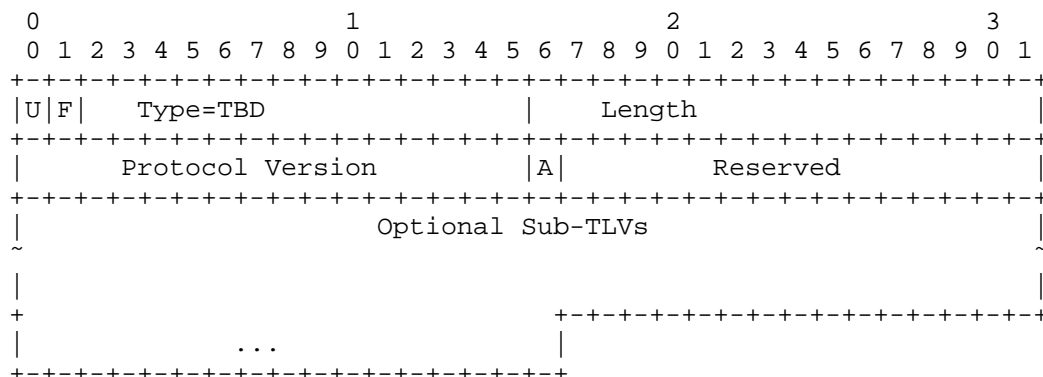 0                   1                   2                   3
 0 1 2 3 4 5 6 7 8 9 0 1 2 3 4 5 6 7 8 9 0 1 2 3 4 5 6 7 8 9 0 1
+-+-+-+-+-+-+-+-+-+-+-+-+-+-+-+-+-+-+-+-+-+-+-+-+-+-+-+-+-+-+-+-+
|U|F|   Type=TBD                |    Length                     |
+-+-+-+-+-+-+-+-+-+-+-+-+-+-+-+-+-+-+-+-+-+-+-+-+-+-+-+-+-+-+-+-+
|      Protocol Version         |A|         Reserved            |
+-+-+-+-+-+-+-+-+-+-+-+-+-+-+-+-+-+-+-+-+-+-+-+-+-+-+-+-+-+-+-+-+
|                      Optional Sub-TLVs                        |
~                                                               ~
|                                                               |
+                                 +-+-+-+-+-+-+-+-+-+-+-+-+-+-+-+
|             ...                 |
+-+-+-+-+-+-+-+-+-+-+-+-+-+-+-+-+-+